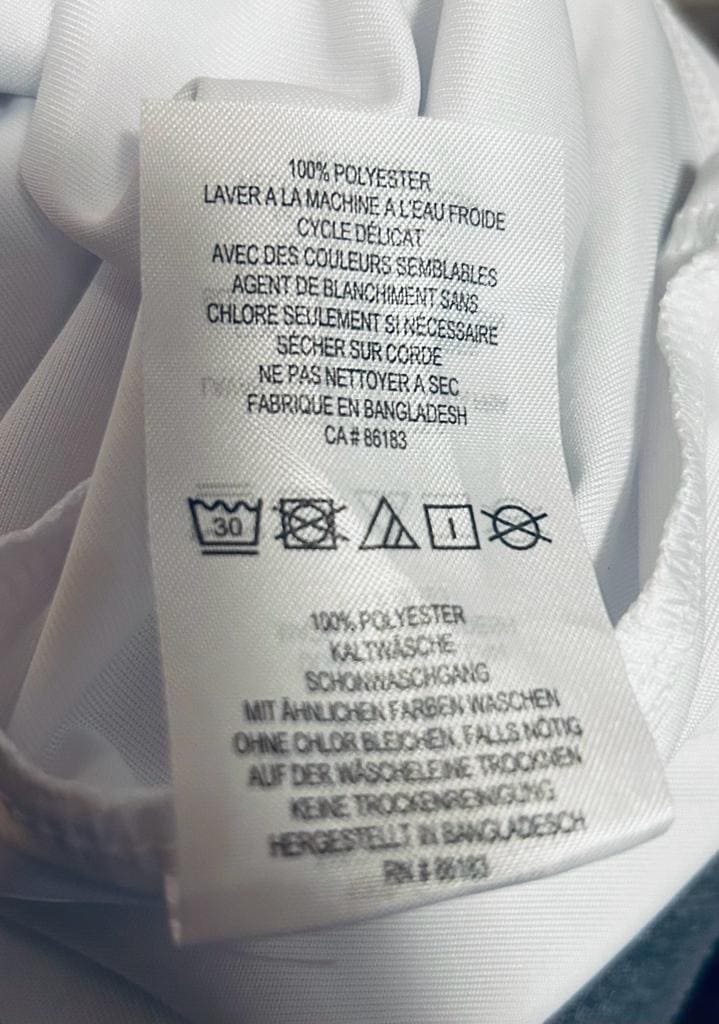 100% POLYESTER
LAVER A LA MACHINE A L'EAU FROIDE
CYCLE DÉLICAT
AVEC DES COULEURS SEMBLABLES
AGENT DE BLANCHIMENT SANS
CHLORE SEULEMENT SI NÉCESSAIRE
SÉCHER SUR CORDE
NE PAS NETTOYER A SEC
FABRIQUE EN BANGLADESH
CA # 86183
30
100% POLYESTER
KALTWÄSCHE
SCHONWASCHGANG
MIT ÄHNLICHEN FARBEN WASCHEN
OHNE CHLOR BLEICHEN, FALLS NÖTIG
AUF DER WÄSCHELEINE TROCKNEN
KEINE TROCKENREINIGUNG
HERGESTELLT IN BANGLADESCH
RN # 86183